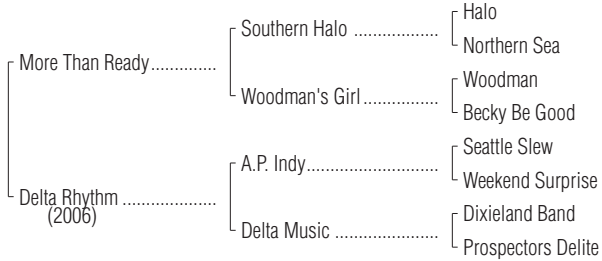 Halo
Southern Halo ..................
Northern Sea
More Than Ready..............
Woodman
Woodman's Girl ................
Becky Be Good
Seattle Slew
A.P. Indy............................
Weekend Surprise
Delta Rhythm ....................
(2006)
Dixieland Band
Delta Music ......................
Prospectors Delite